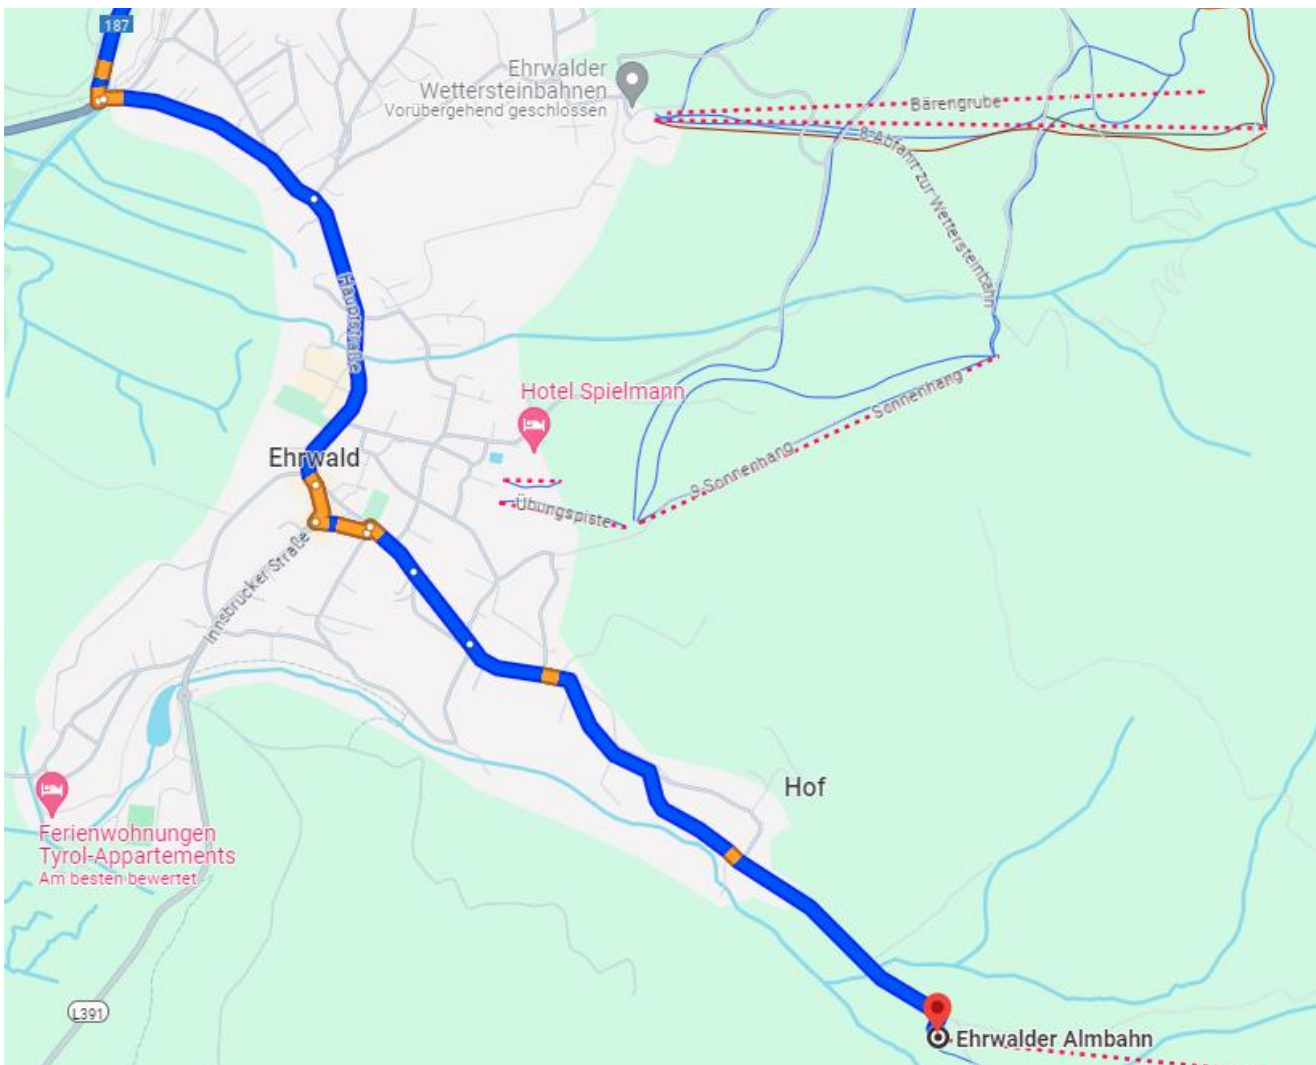 187
Ehrwalder
Wettersteinbahnen
Vorübergehend geschlossen
Bärengrube
8 Abfahrt zur Wettersteinbahn
Hauptstraße
Hotel Spielmann
Sonnenhang
Ehrwald
9 Sonnenhang
Übungspiste
Innsbrucker Straße
Hof
Ferienwohnungen
Tyrol-Appartements
Am besten bewertet
L391
Ehrwalder Almbahn